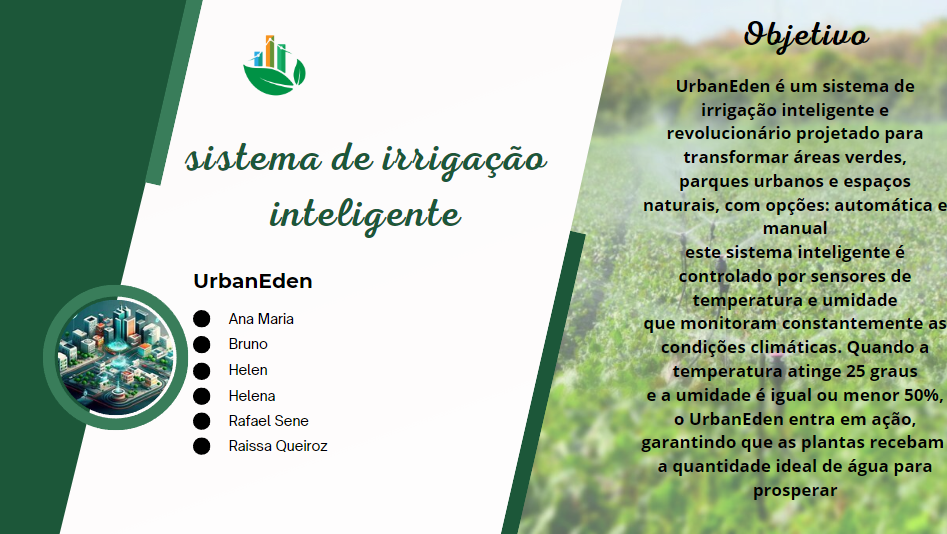 sistema de irrigação
inteligente
UrbanEden
Ana Maria
Bruno
Helen
Helena
Rafael Sene
Raissa Queiroz
Objetivo
UrbanEden é um sistema de
irrigação inteligente e
revolucionário projetado para
transformar áreas verdes,
parques urbanos e espaços
naturais, com opções: automática e
manual
este sistema inteligente é
controlado por sensores de
temperatura e umidade
que monitoram constantemente as
condições climáticas. Quando a
temperatura atinge 25 graus
e a umidade é igual ou menor 50%,
o UrbanEden entra em ação,
garantindo que as plantas recebam
a quantidade ideal de água para
prosperar